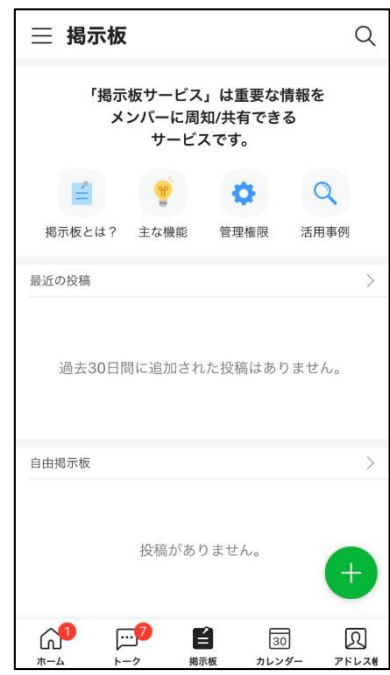 掲示板
「掲示板サービス」は重要な情報を
メンバーに周知/共有できる
サービスです。
掲示板とは？ 主な機能 管理権限 活用事例
最近の投稿
過去30日間に追加された投稿はありません。
自由掲示板
投稿がありません。
1 7 30
ホーム トーク 掲示板 カレンダー アドレス帳